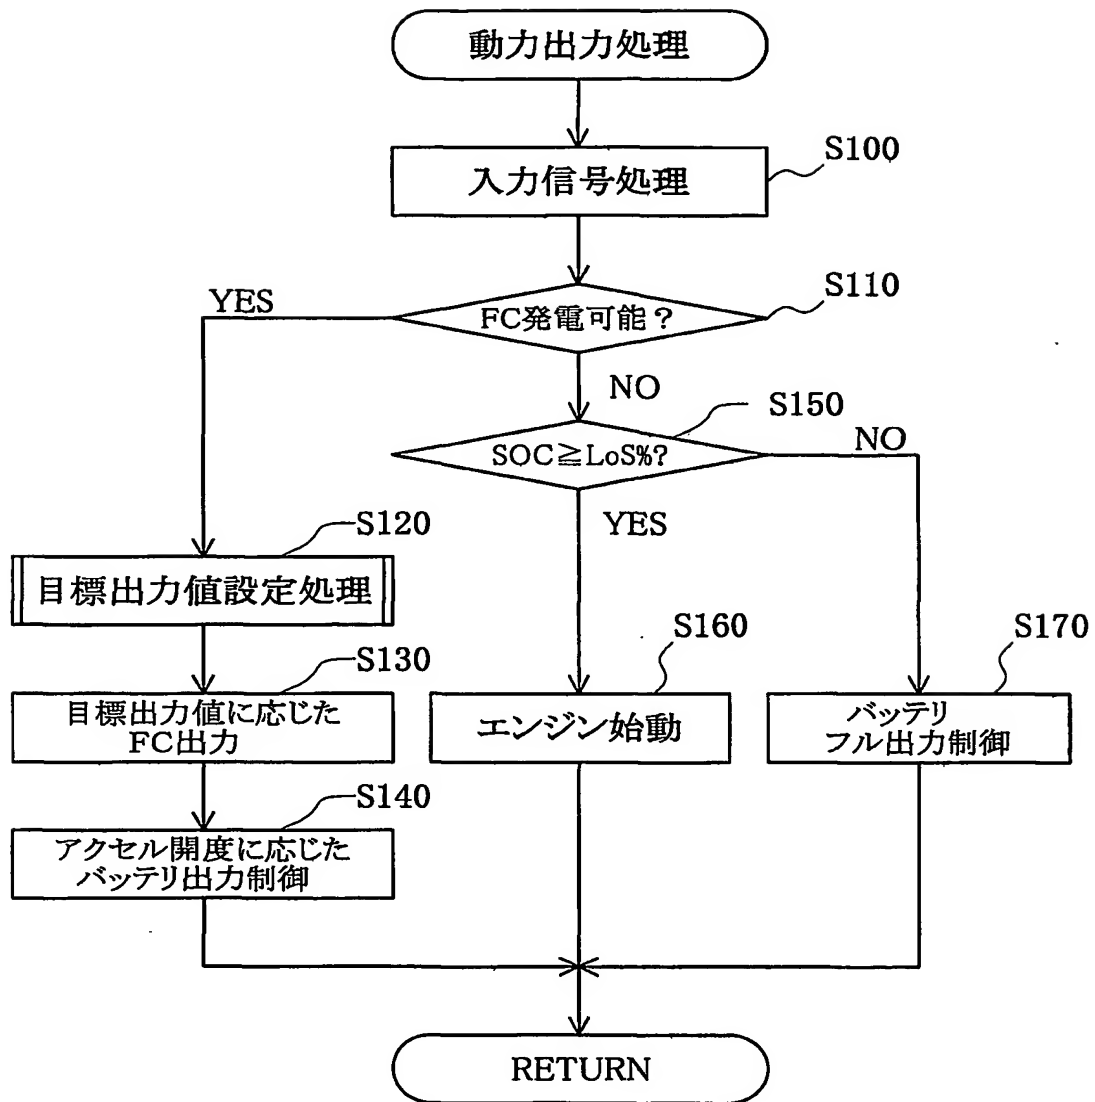 動力出力処理
S100
入力信号処理
S110
YES
FC発電可能？
NO
S150
NO
SOC≧LoS%?
YES
S120
目標出力値設定処理
S160
S170
S130
目標出力値に応じた
FC出力
エンジン始動
バッテリ
フル出力制御
S140
アクセル開度に応じた
バッテリ出力制御
RETURN